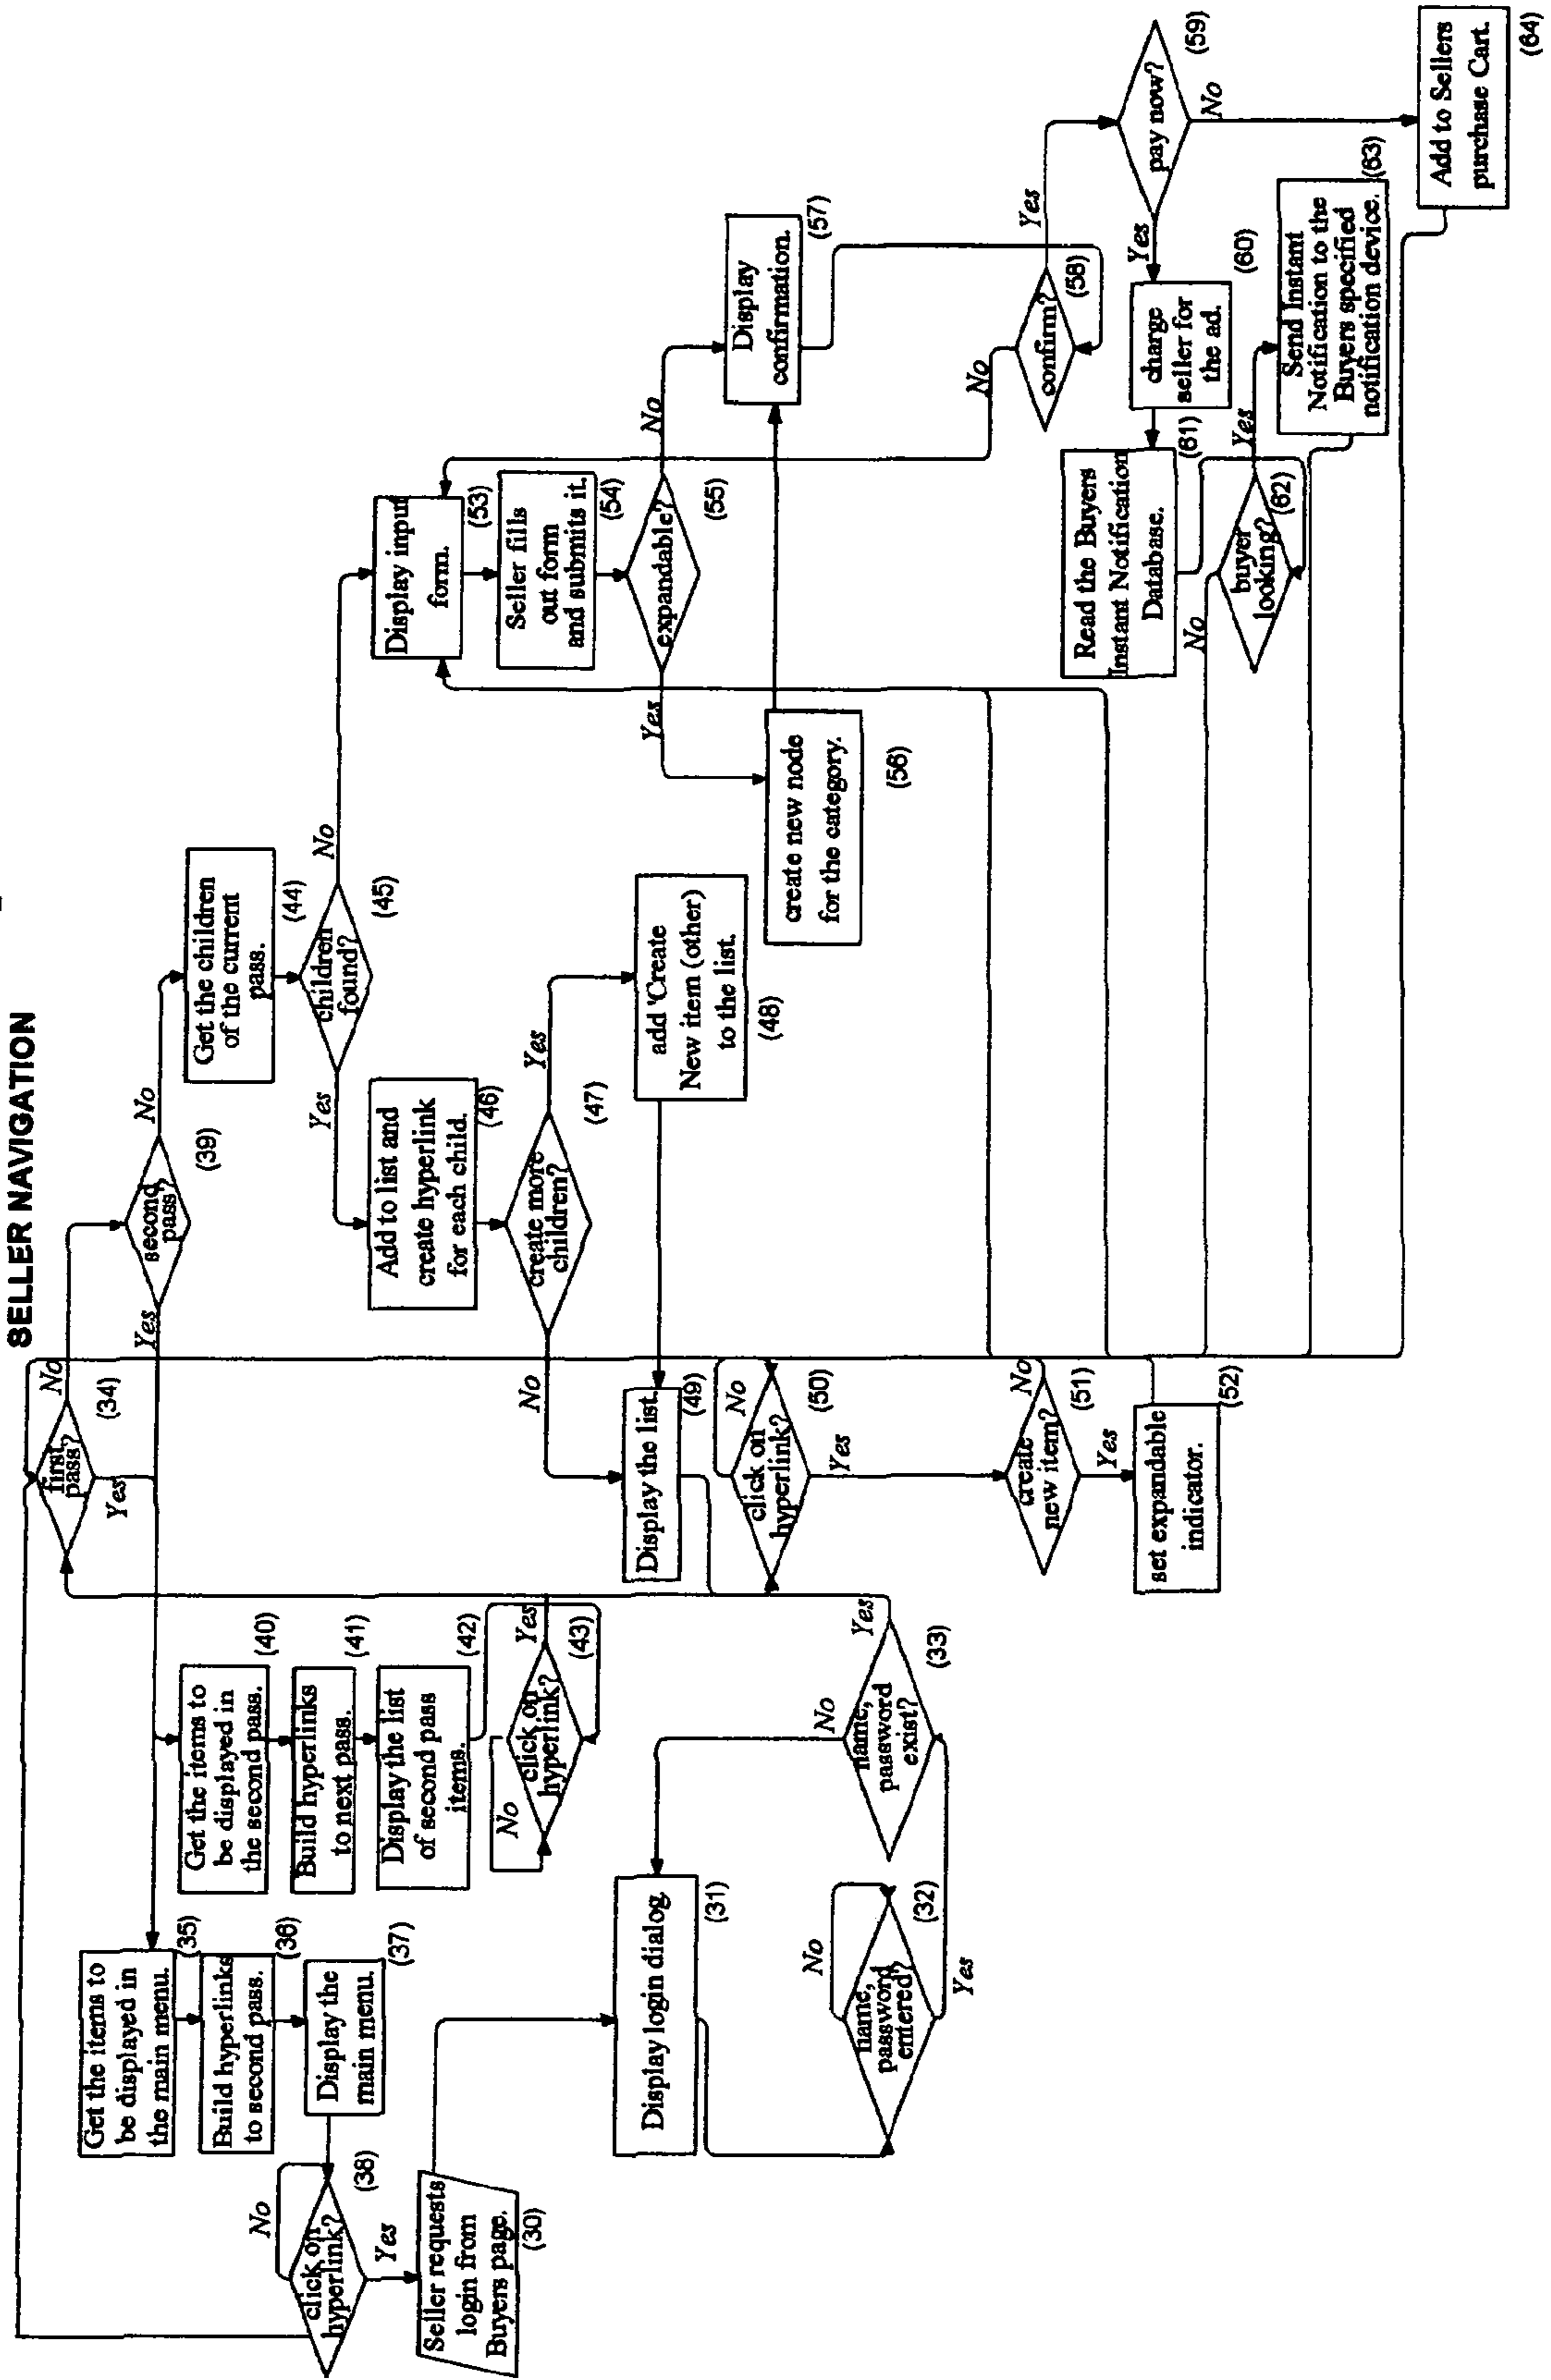 SELLER NAVIGATION
first
pass?
(34)
No
Yes
second
pass?
(39)
No
Yes
Get the items to
be displayed in
the main menu.
(35)
Build hyperlinks
to second pass.
(36)
Display the
main menu.
(37)
click on
hyperlink?
(38)
No
Yes
Seller requests
login from
Buyers page.
(30)
Get the items to
be displayed in
the second pass.
(40)
Build hyperlinks
to next pass.
(41)
Display the list
of second pass
items.
(42)
click on
hyperlink?
(43)
No
Yes
Display login dialog
(31)
name,
password
entered?
(32)
No
Yes
name,
password
exist?
(33)
No
Yes
Get the children
of the current
pass.
(44)
children
found?
(45)
Yes
No
Add to list and
create hyperlink
for each child.
(46)
create more
children?
(47)
No
Yes
add 'Create
New item (other)
to the list.
(48)
Display the list.
(49)
click on
hyperlink?
(50)
No
Yes
create
new item?
(51)
No
Yes
set expandable
indicator.
(52)
Display input
form.
(53)
Seller fills
out form
and submits it.
(54)
expandable?
(55)
Yes
No
create new node
for the category.
(56)
Display
confirmation.
(57)
confirm?
(58)
No
Yes
pay now?
(59)
Yes
No
charge
seller for
the ad.
(60)
Read the Buyers
Instant Notification
Database.
(61)
buyer
looking?
(62)
No
Yes
Send Instant
Notification to the
Buyers specified
notification device.
(63)
Add to Sellers
purchase Cart.
(64)